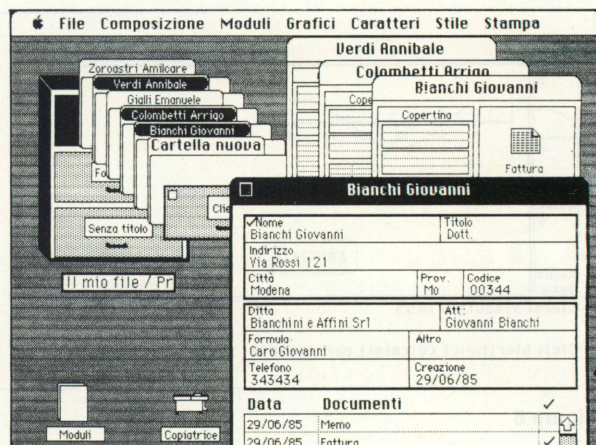 File Composizione Moduli Grafici Caratteri Stile Stampa
Verdi Annibale
Colombetti Arrigo
Bianchi Giovanni
Copertina
Fattura
Zoroastri Amilcare
Verdi Annibale
Gialli Emanuele
Colombetti Arrigo
Bianchi Giovanni
Cartella nuova
Fo
Clie
Senza titolo
Il mio file / Pr
Moduli
Copiatrice
Bianchi Giovanni
✓Nome Titolo
Bianchi Giovanni Dott.
Indirizzo
Via Rossi 121
Città Prov. Codice
Modena Mo 00344
Ditta Att:
Bianchini e Affini Srl Giovanni Bianchi
Formula Altro
Caro Giovanni
Telefono Creazione
343434 29/06/85
Data Documenti ✓
29/06/85 Memo
29/06/85 Fattura